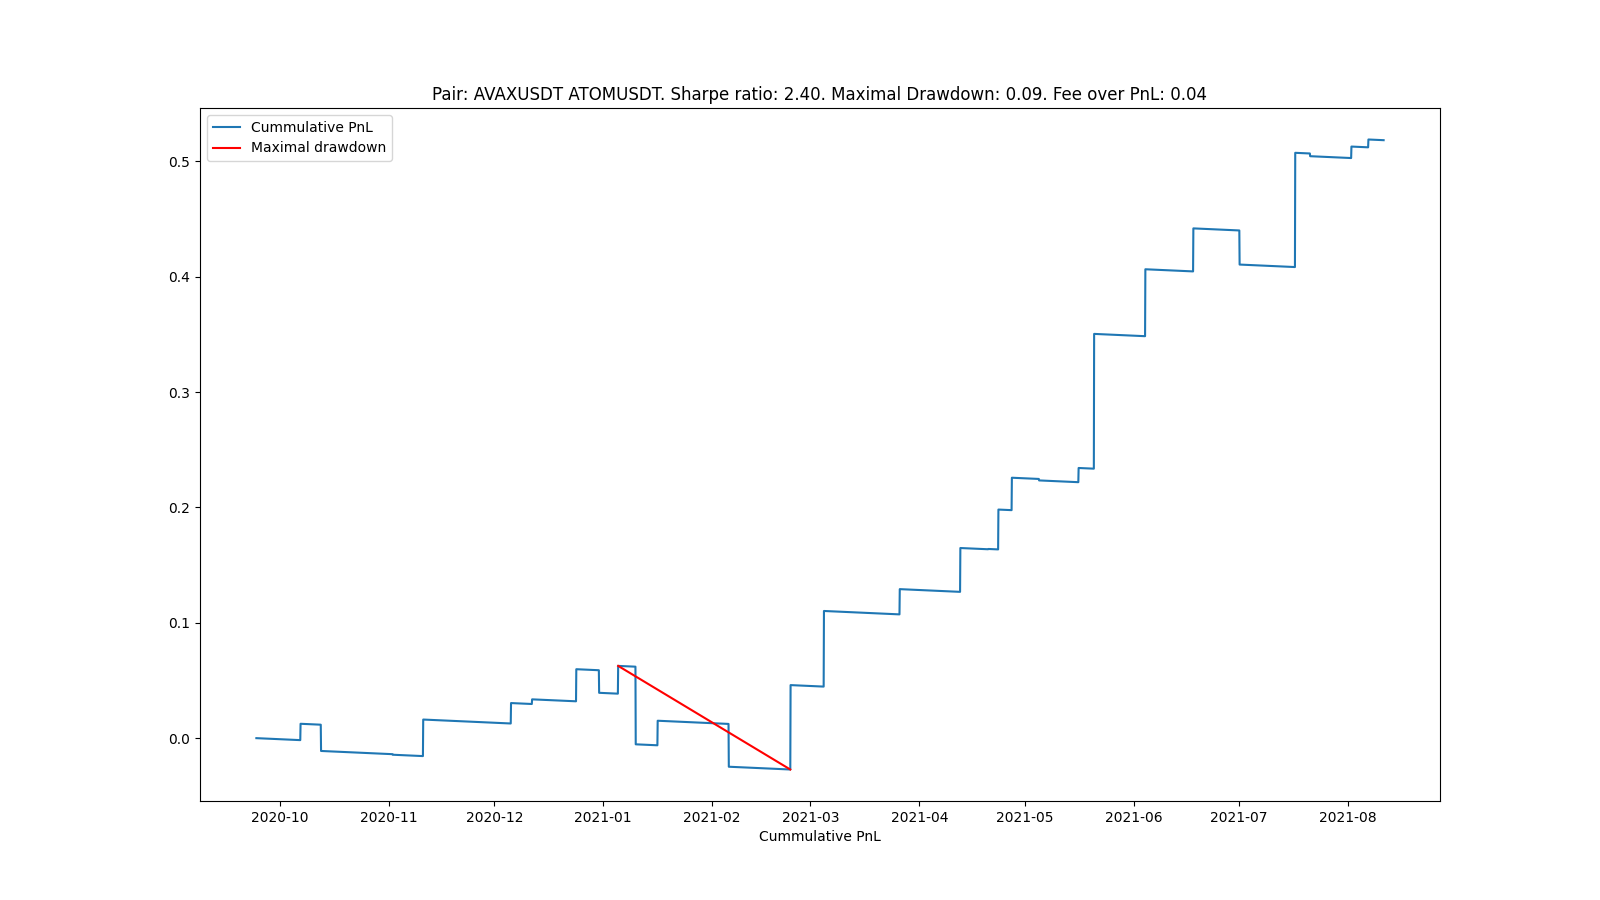 Pair: AVAXUSDT ATOMUSDT. Sharpe ratio: 2.40. Maximal Drawdown: 0.09. Fee over PnL: 0.04
Cummulative PnL
Maximal drawdown
0.5
0.4
0.3
0.2
0.1
0.0
2020-10 2020-11 2020-12 2021-01 2021-02 2021-03 2021-04 2021-05 2021-06 2021-07 2021-08
Cummulative PnL